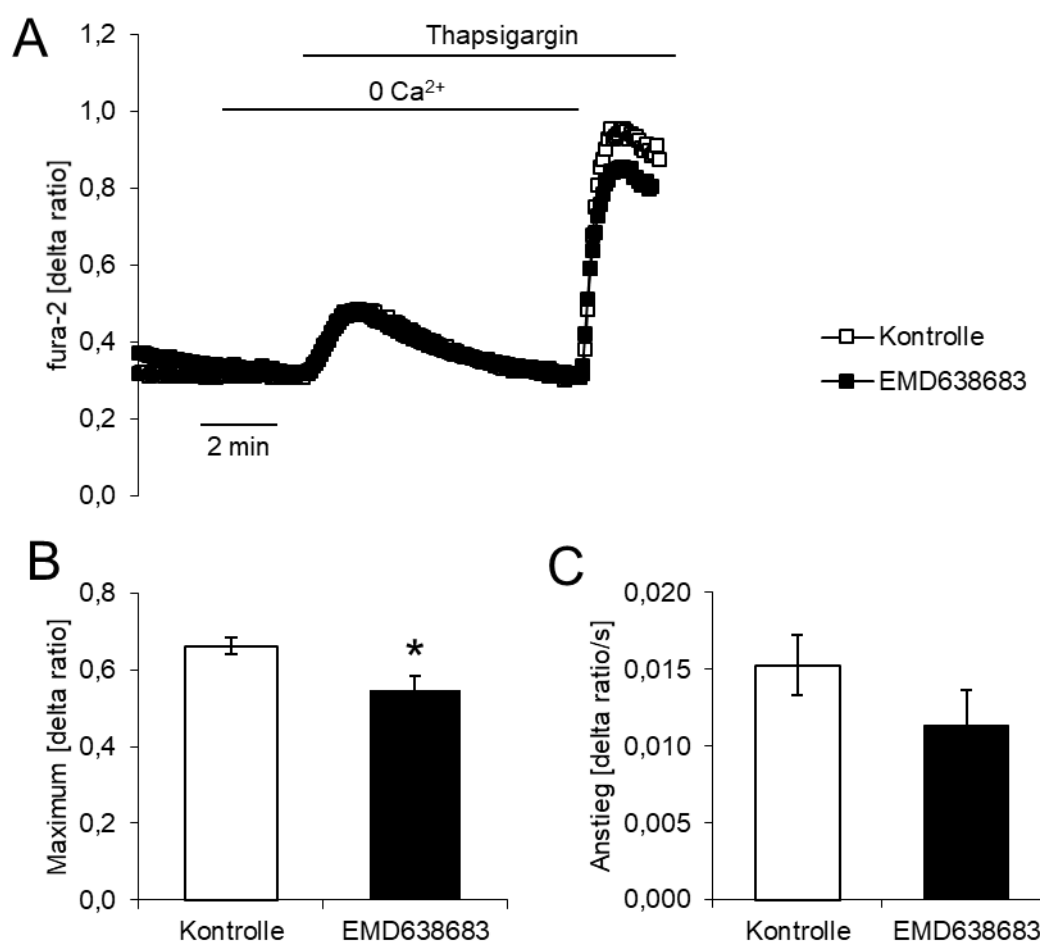 A
1,2
1,0
0,8
0,6
0,4
0,2
0,0
fura-2 [delta ratio]
Thapsigargin
0 Ca²⁺
2 min
Kontrolle
EMD638683
B
0,8
0,6
0,4
0,2
0,0
Maximum [delta ratio]
*
Kontrolle
EMD638683
C
0,020
0,015
0,010
0,005
0,000
Anstieg [delta ratio/s]
Kontrolle
EMD638683